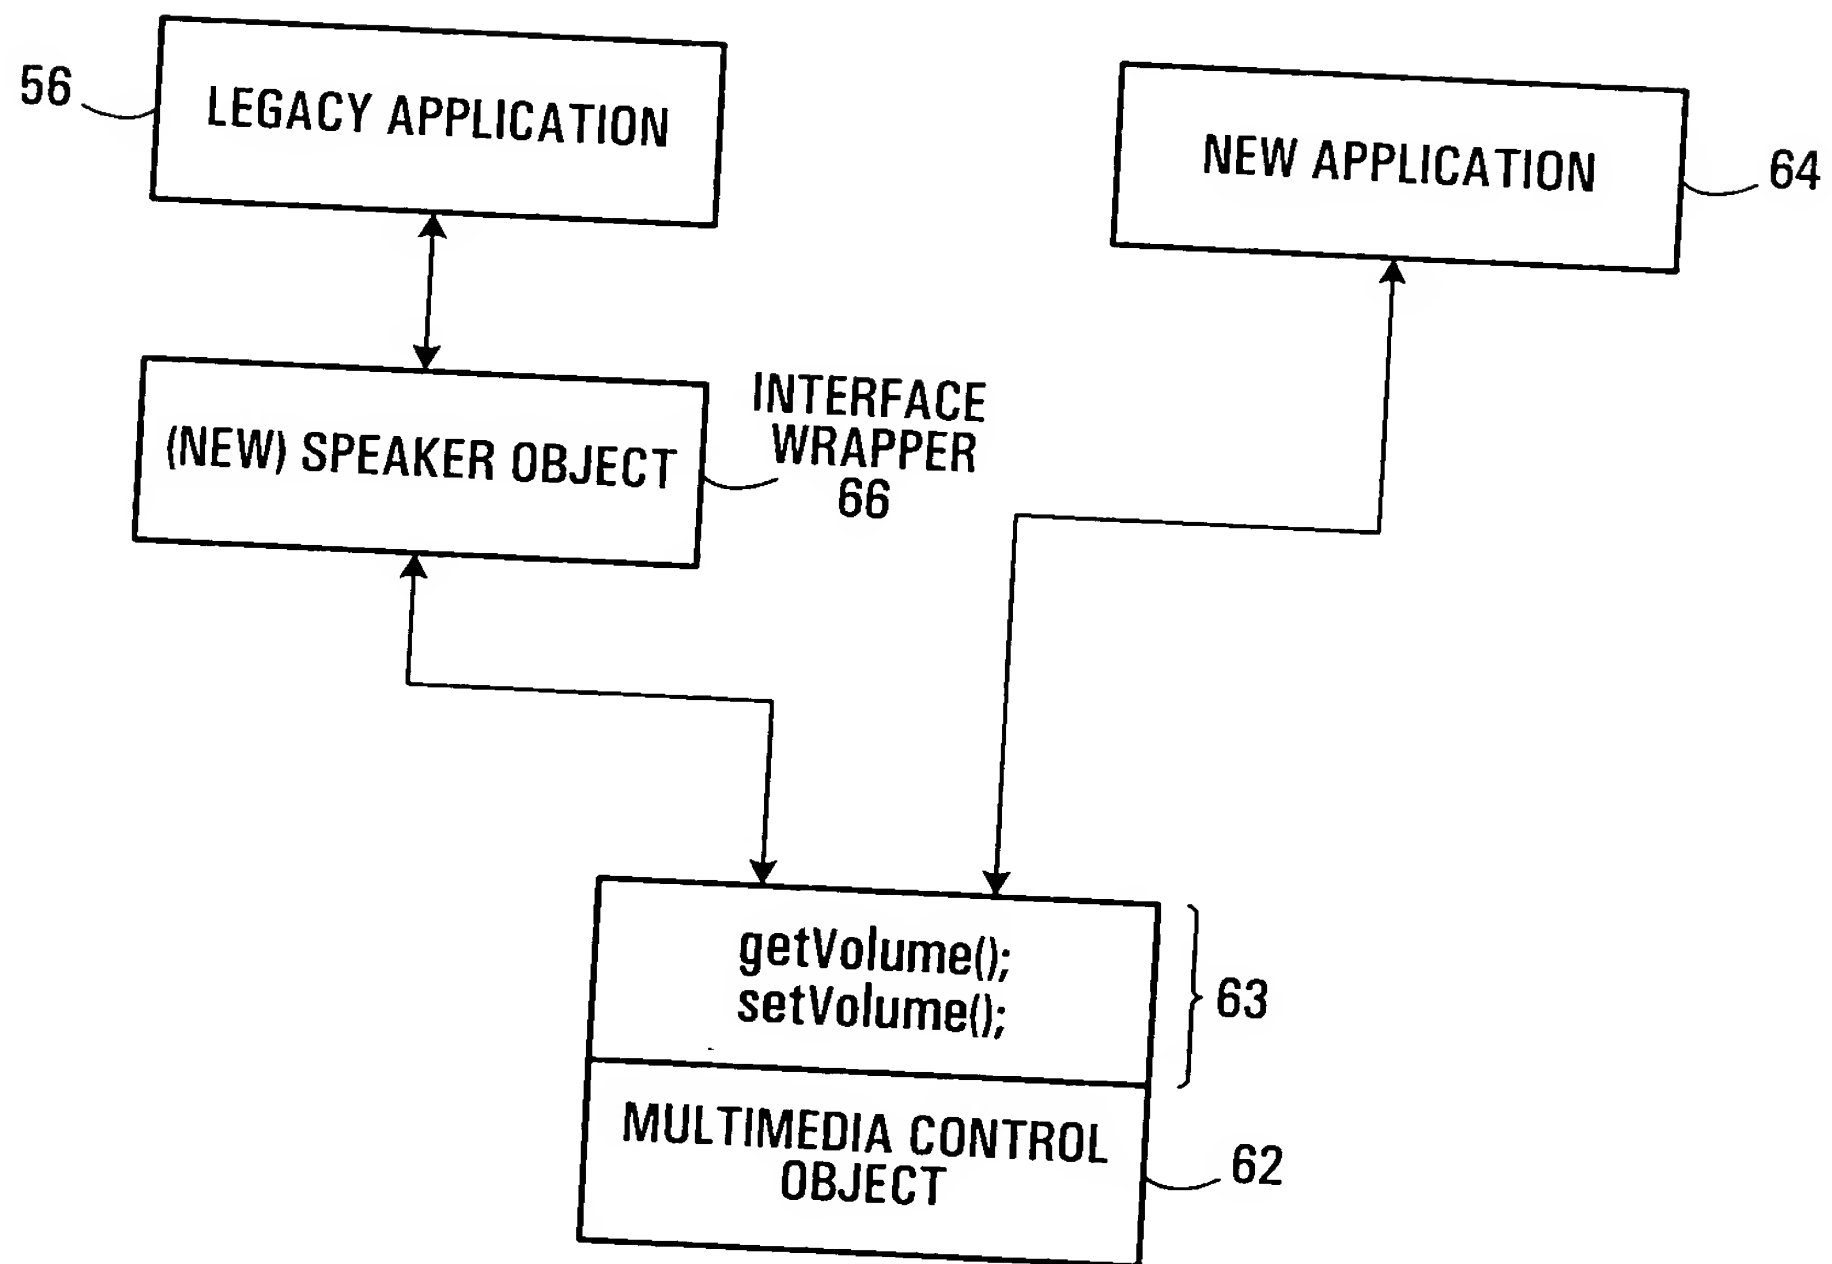 56
LEGACY APPLICATION
NEW APPLICATION
64
(NEW) SPEAKER OBJECT
INTERFACE
WRAPPER
66
getVolume();
setVolume();
63
MULTIMEDIA CONTROL
OBJECT
62